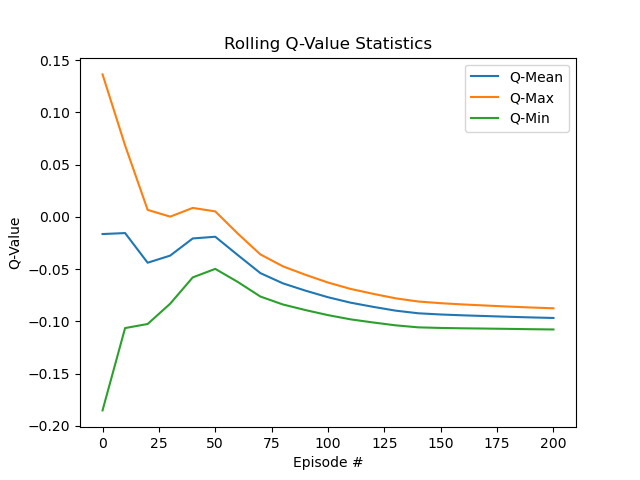 Rolling Q-Value Statistics
0.15
0.10
0.05
0.00
−0.05
−0.10
−0.15
−0.20
Q-Value
Q-Mean
Q-Max
Q-Min
0 25 50 75 100 125 150 175 200
Episode #